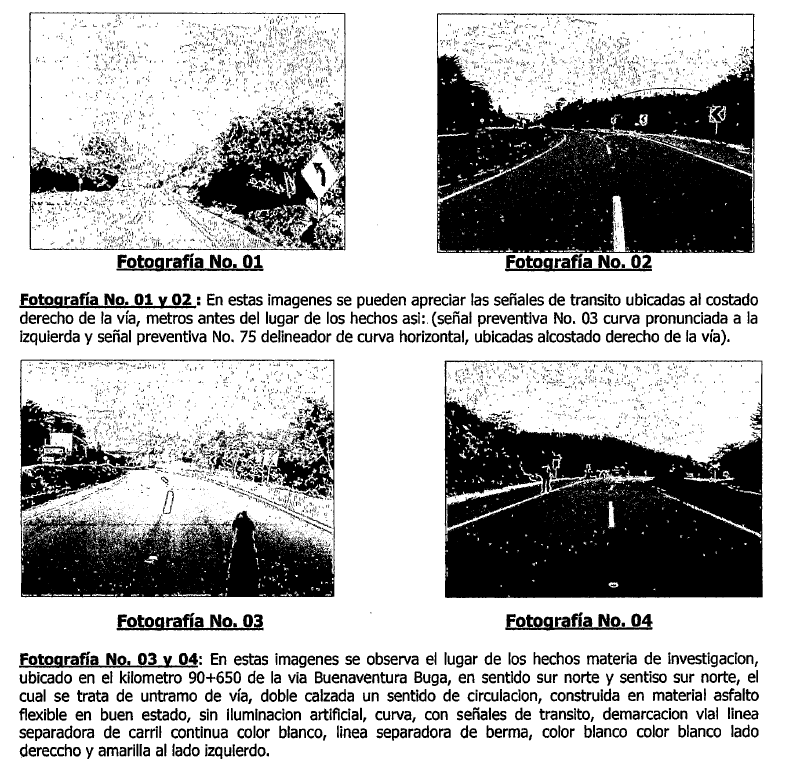 Fotografía No. 01
Fotografía No. 02
Fotografía No. 01 y 02 : En estas imagenes se pueden apreciar las señales de transito ubicadas al costado
derecho de la vía, metros antes del lugar de los hechos asi: (señal preventiva No. 03 curva pronunciada a la
izquierda y señal preventiva No. 75 delineador de curva horizontal, ubicadas alcostado derecho de la vía).
Fotografía No. 03
Fotografía No. 04
Fotografía No. 03 y 04: En estas imagenes se observa el lugar de los hechos materia de investigacion,
ubicado en el kilometro 90+650 de la via Buenaventura Buga, en sentido sur norte y sentiso sur norte, el
cual se trata de untramo de vía, doble calzada un sentido de circulacion, construida en material asfalto
flexible en buen estado, sin iluminacion artificial, curva, con señales de transito, demarcacion vial linea
separadora de carril continua color blanco, linea separadora de berma, color blanco color blanco lado
dereccho y amarilla al lado izquierdo.